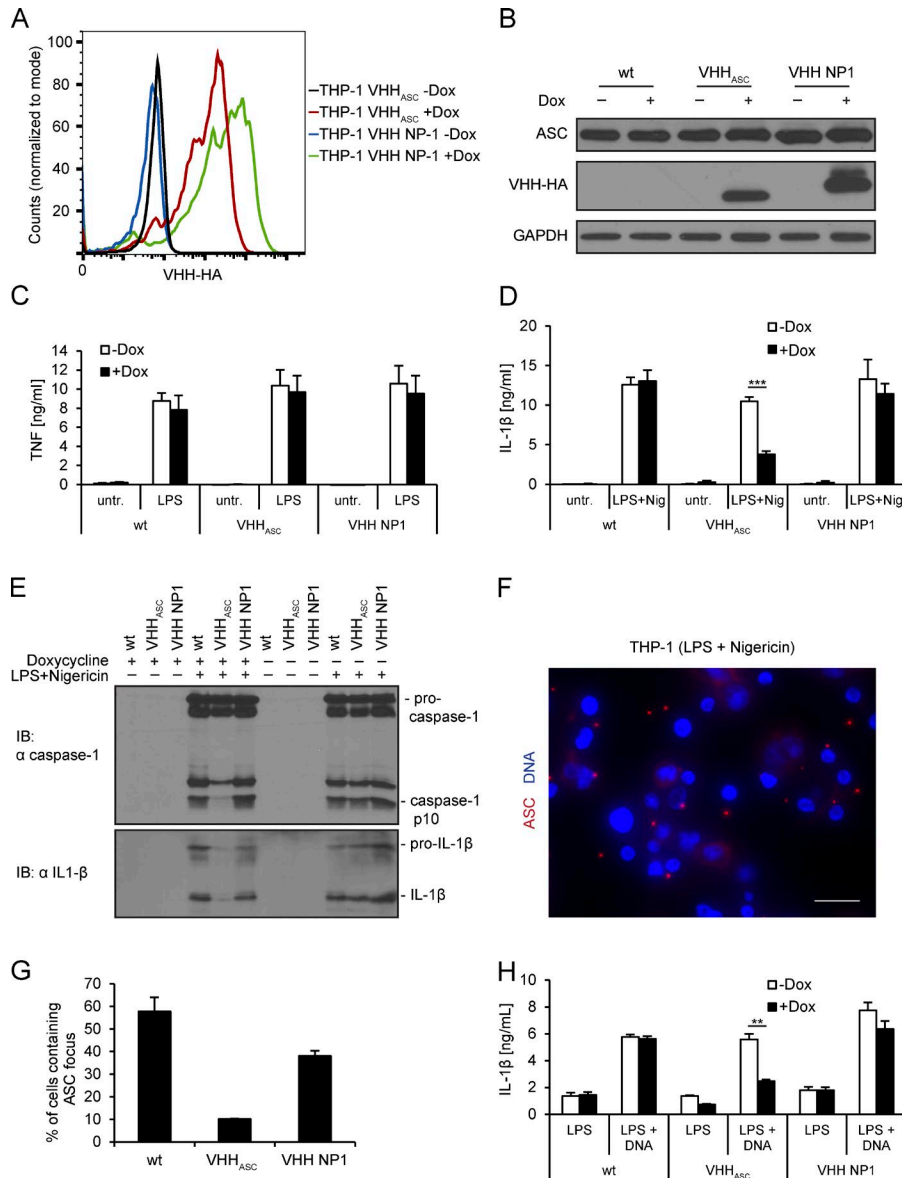 A
Counts (normalized to mode)
100
80
60
40
20
0
VHH-HA
THP-1 VHHASC -Dox
THP-1 VHHASC +Dox
THP-1 VHH NP-1 -Dox
THP-1 VHH NP-1 +Dox
B
wt VHHASC VHH NP1
Dox – + – + – +
ASC
VHH-HA
GAPDH
C
TNF [ng/ml]
14
12
10
8
6
4
2
0
-Dox
+Dox
untr. LPS untr. LPS untr. LPS
wt VHHASC VHH NP1
D
IL-1β [ng/ml]
20
15
10
5
0
-Dox
+Dox
***
untr. LPS+Nig untr. LPS+Nig untr. LPS+Nig
wt VHHASC VHH NP1
E
wt VHHASC VHH NP1 wt VHHASC VHH NP1 wt VHHASC VHH NP1 wt VHHASC VHH NP1
Doxycycline + + + + + + – – – – – –
LPS+Nigericin – – – + + + – – – + + +
IB:
α caspase-1
- pro-
caspase-1
- caspase-1
p10
IB: α IL1-β
- pro-IL-1β
- IL-1β
F
THP-1 (LPS + Nigericin)
ASC DNA
G
% of cells containing
ASC focus
70
60
50
40
30
20
10
0
wt VHHASC VHH NP1
H
IL-1β [ng/mL]
10
8
6
4
2
0
-Dox
+Dox
**
LPS LPS + LPS LPS + LPS LPS +
DNA DNA DNA
wt VHHASC VHH NP1